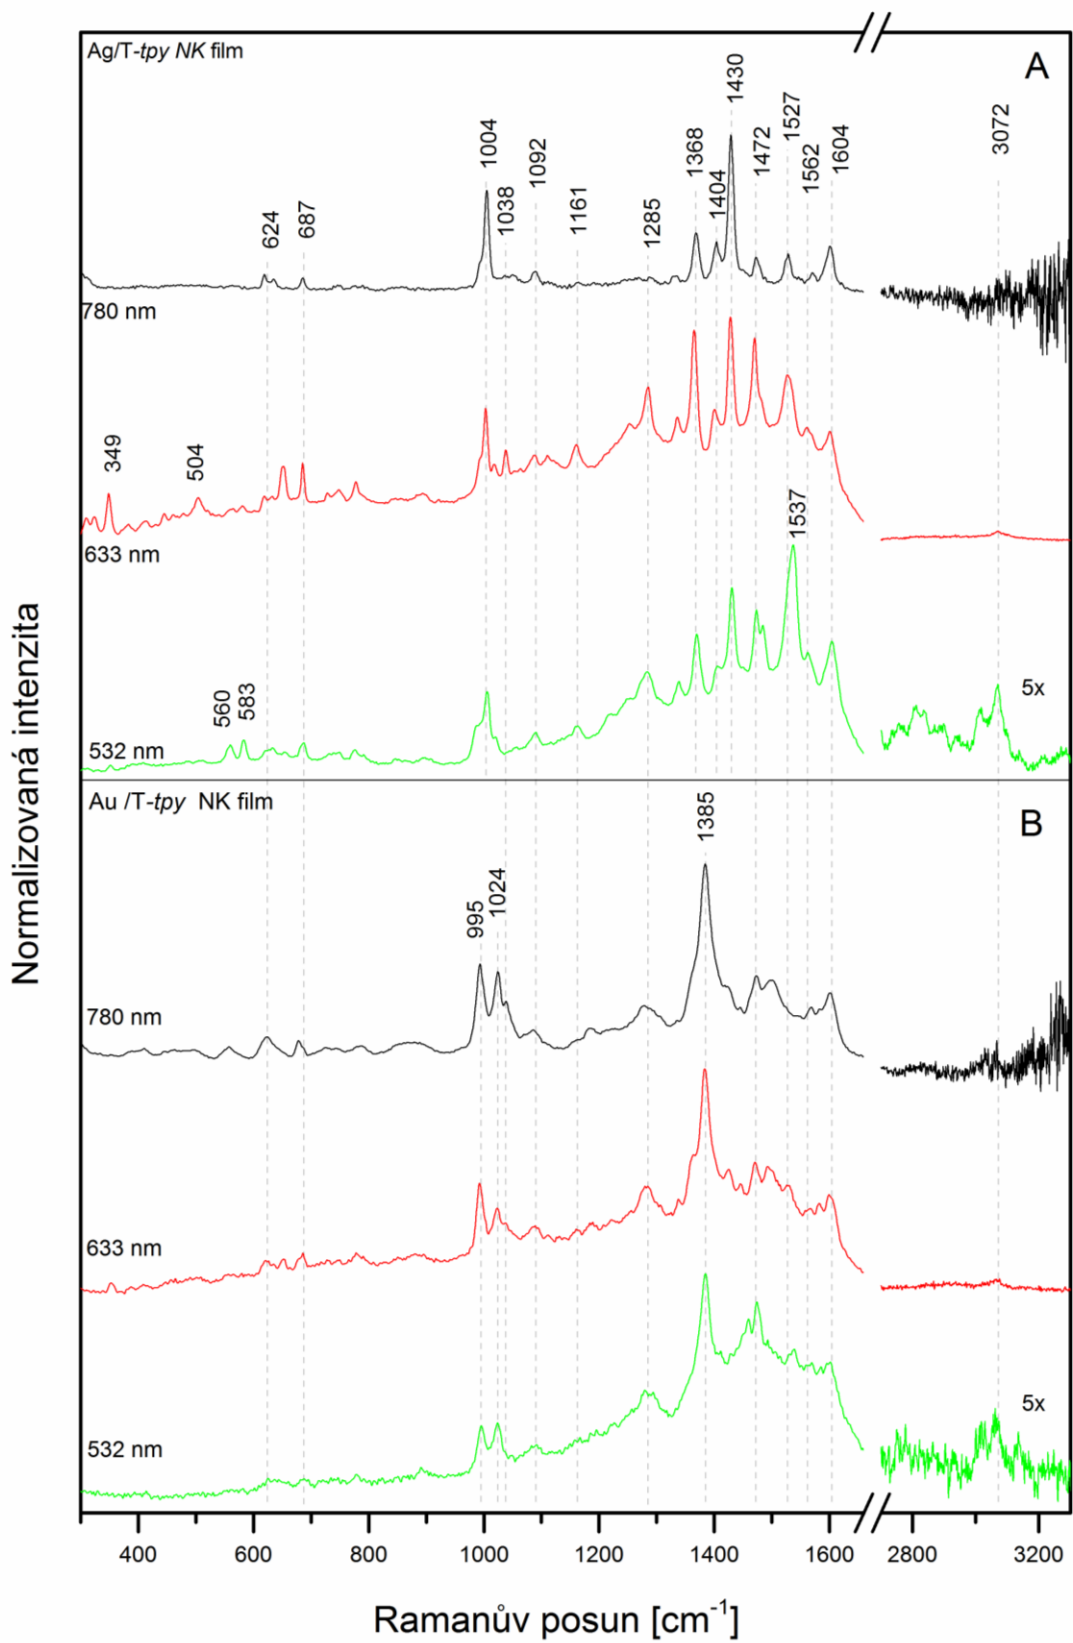 Ag/T-tpy NK film
A
624
687
1004
1038
1092
1161
1285
1368
1404
1430
1472
1527
1562
1604
3072
780 nm
349
504
633 nm
1537
560
583
532 nm
5x
Au /T-tpy NK film
B
995
1024
1385
780 nm
633 nm
532 nm
5x
400 600 800 1000 1200 1400 1600 2800 3200
Ramanův posun [cm⁻¹]
Normalizovaná intenzita